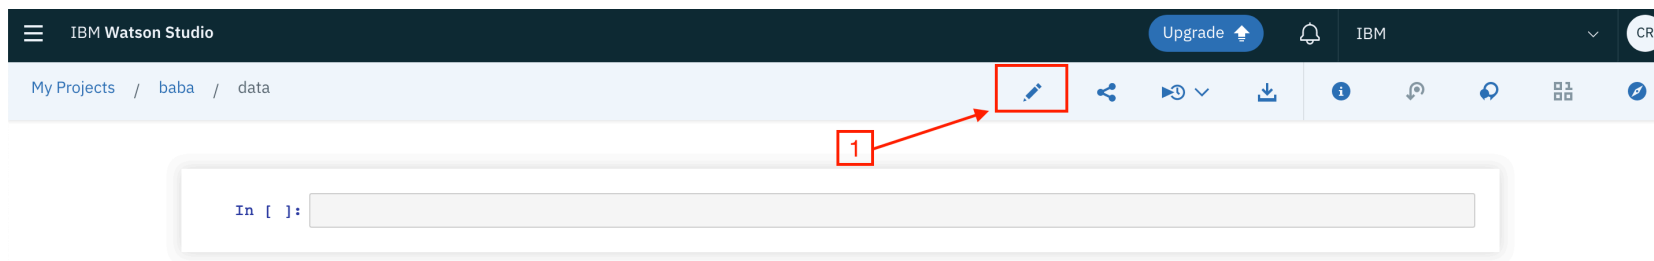 IBM Watson Studio Upgrade IBM CR
My Projects / baba / data
1
In [ ]: